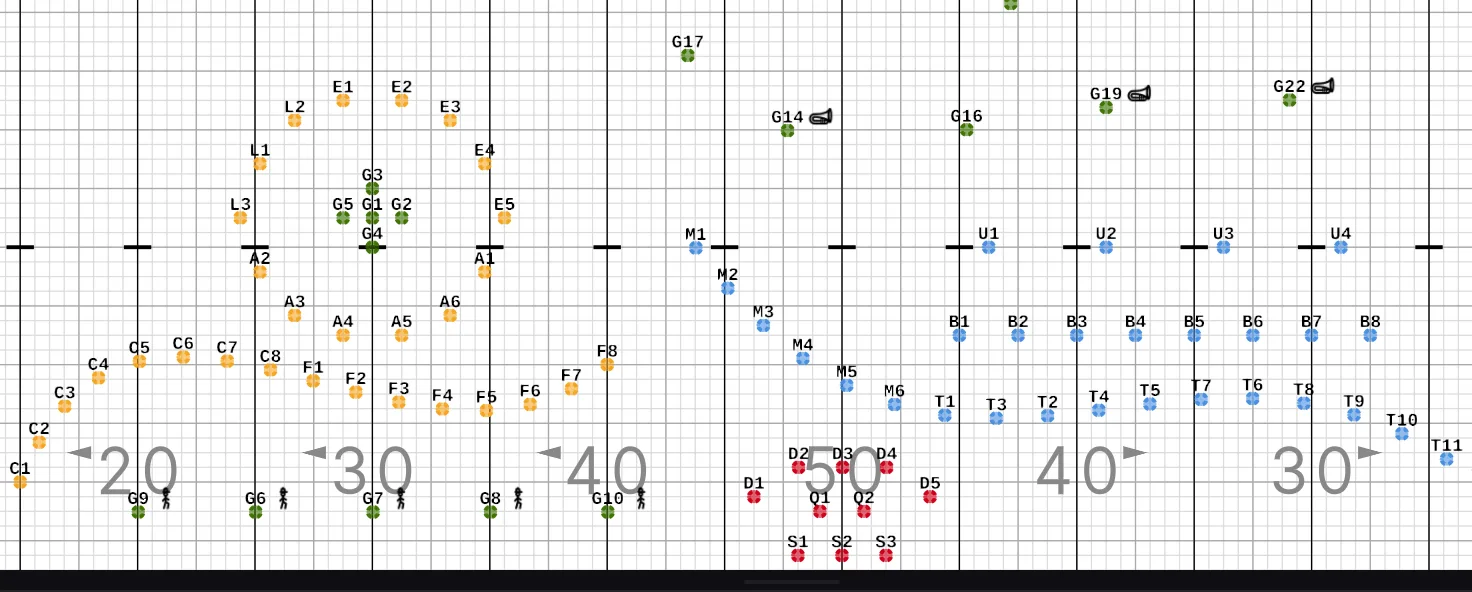 G17
E1 E2
L2 E3
G22
G19
G14 G16
L1 E4
G3
L3 G5 G1 G2 E5
G4 M1 U1 U2 U3 U4
A2 A1
M2
A3 A6
M3
A4 A5 B1 B2 B3 B4 B5 B6 B7 B8
C5 C6 C7 C8 M4
F8
C4 F1 F2 F7 M5
C3 F3 F4 F5 F6 M6 T1 T3 T2 T4 T5 T7 T6 T8 T9
C2 T10
C1 D2 D3 D4 T11
20 30 40 50 40 30
D1 D5
G9 G6 G7 G8 G10 Q1 Q2
S1 S2 S3